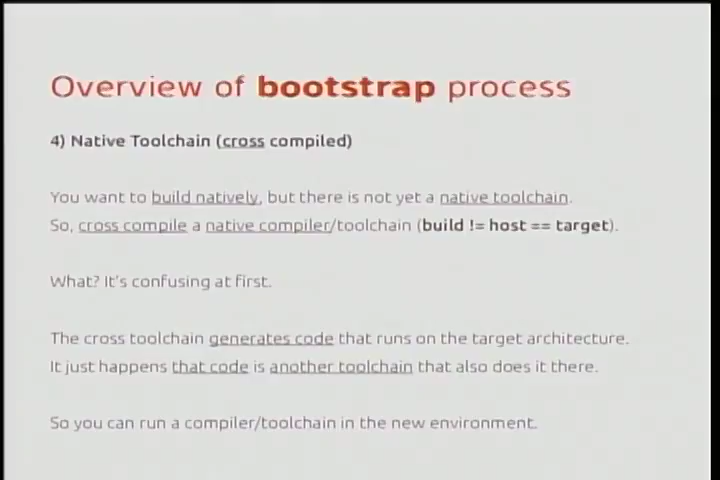 Overview of bootstrap process
4) Native Toolchain (cross compiled)
You want to build natively, but there is not yet a native toolchain.
So, cross compile a native compiler/toolchain (build != host == target).
What? It's confusing at first.
The cross toolchain generates code that runs on the target architecture.
It just happens that code is another toolchain that also does it there.
So you can run a compiler/toolchain in the new environment.